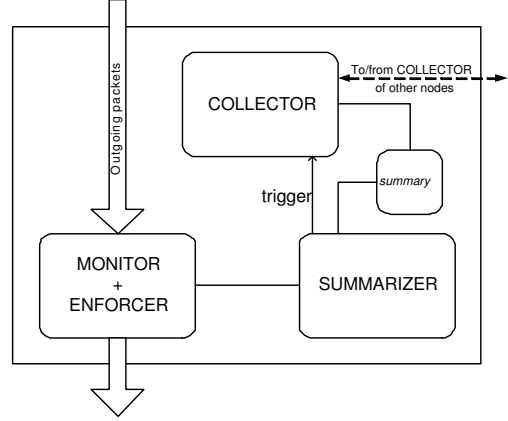 Outgoing packets
COLLECTOR
To/from COLLECTOR
of other nodes
summary
trigger
MONITOR
+
ENFORCER
SUMMARIZER